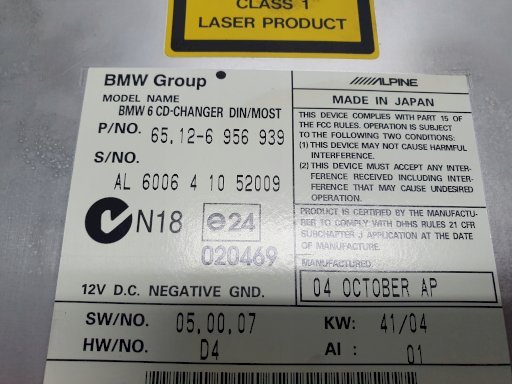 CLASS 1
LASER PRODUCT
BMW Group
ALPINE
MODEL NAME
BMW 6 CD-CHANGER DIN/MOST
P/NO. 65.12-6 956 939
S/NO.
AL 6006 4 10 52009
N18 e24
020469
12V D.C. NEGATIVE GND.
MADE IN JAPAN
THIS DEVICE COMPLIES WITH PART 15 OF
THE FCC RULES. OPERATION IS SUBJECT
TO THE FOLLOWING TWO CONDITIONS:
(1) THIS DEVICE MAY NOT CAUSE HARMFUL
INTERFERENCE.
(2) THIS DEVICE MUST ACCEPT ANY INTER-
FERENCE RECEIVED INCLUDING INTER-
FERENCE THAT MAY CAUSE UNDESIRED
OPERATION.
PRODUCT IS CERTIFIED BY THE MANUFACTU-
RER TO COMPLY WITH DHHS RULES 21 CFR
SUBCHAPTER J APPLICATION AT THE DATE
OF MANUFACTURE.
MANUFACTURED:
04 OCTOBER AP
SW/NO. 05.00.07 KW: 41/04
HW/NO. D4 AI : 01